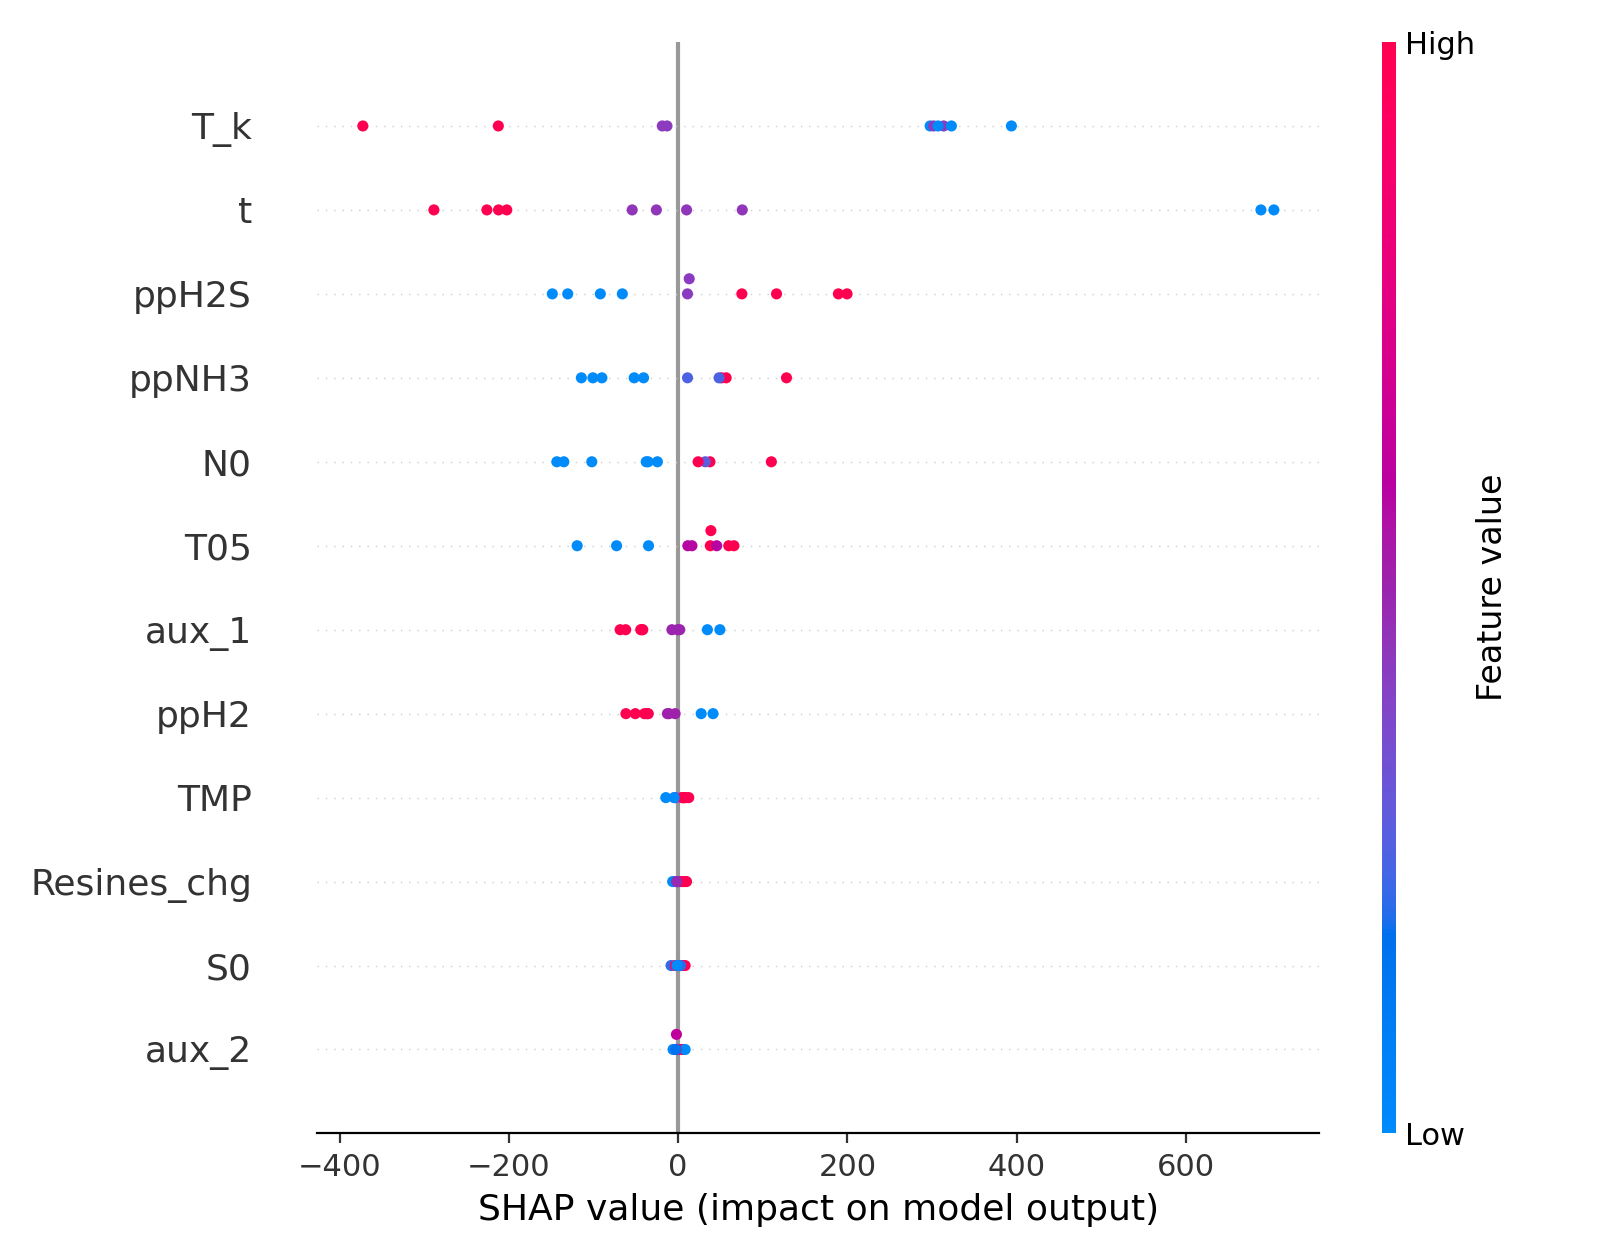 High
T_k
t
ppH2S
ppNH3
N0
T05
aux_1
ppH2
TMP
Resines_chg
S0
aux_2
Feature value
Low
−400 −200 0 200 400 600
SHAP value (impact on model output)